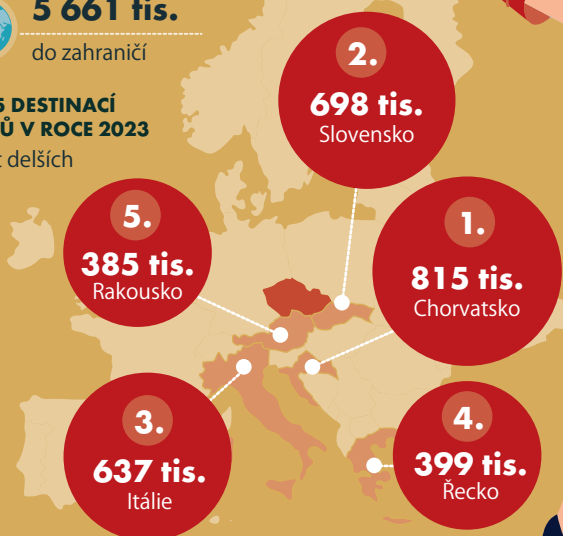 5 661 tis.
do zahraničí
5 DESTINACÍ
Ů V ROCE 2023
delších
2.
698 tis.
Slovensko
5.
385 tis.
Rakousko
1.
815 tis.
Chorvatsko
3.
637 tis.
Itálie
4.
399 tis.
Řecko